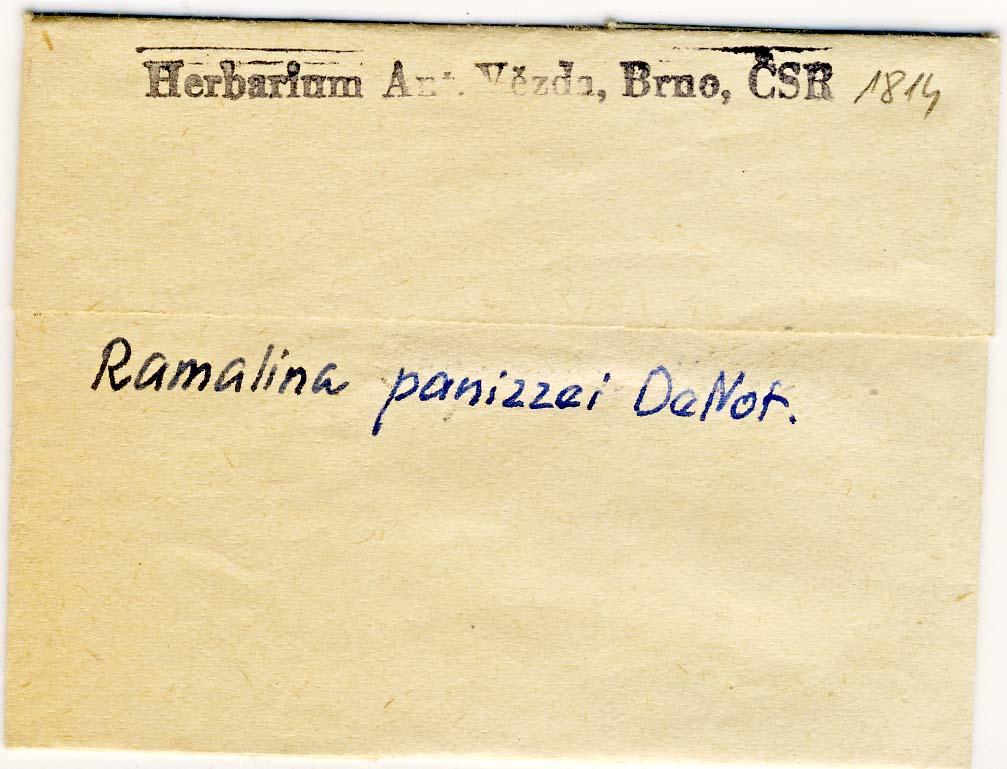 Herbarium Ant. Vězda, Brno, ČSR 1814
Ramalina panizzei DeNot.